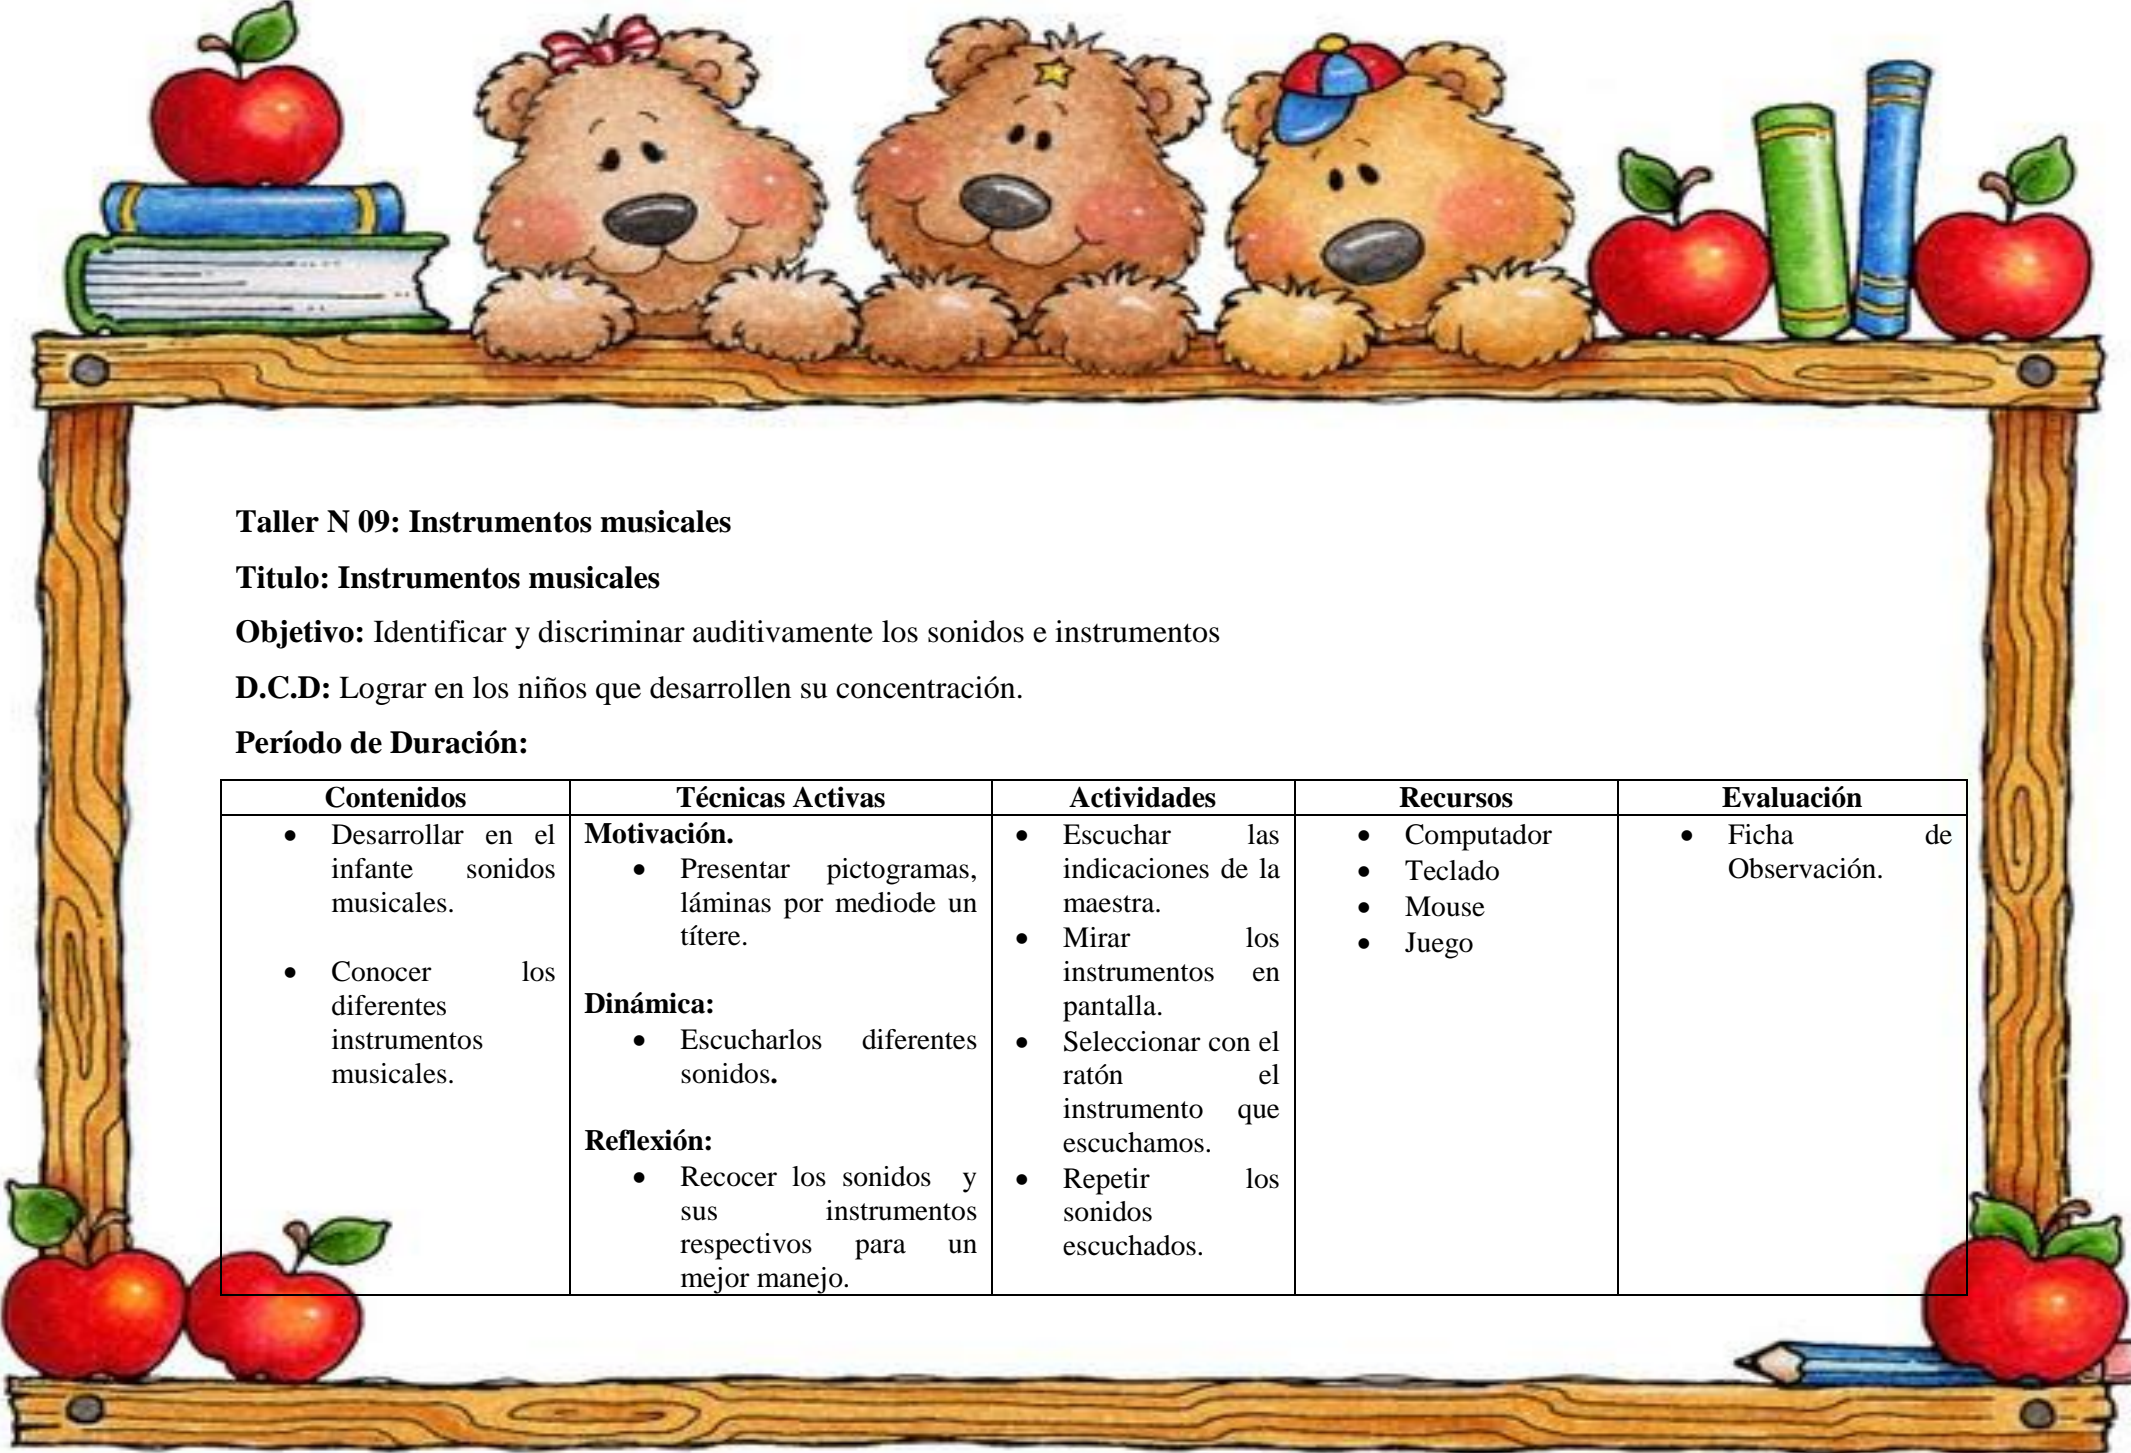 Taller N 09: Instrumentos musicales
Titulo: Instrumentos musicales
Objetivo: Identificar y discriminar auditivamente los sonidos e instrumentos
D.C.D: Lograr en los niños que desarrollen su concentración.
Período de Duración:
Contenidos
• Desarrollar en el
infante sonidos
musicales.
• Conocer los
diferentes
instrumentos
musicales.
Técnicas Activas
Motivación.
• Presentar pictogramas,
láminas por mediode un
títere.
Dinámica:
• Escucharlos diferentes
sonidos.
Reflexión:
• Recocer los sonidos y
sus instrumentos
respectivos para un
mejor manejo.
Actividades
• Escuchar las
indicaciones de la
maestra.
• Mirar los
instrumentos en
pantalla.
• Seleccionar con el
ratón el
instrumento que
escuchamos.
• Repetir los
sonidos
escuchados.
Recursos
• Computador
• Teclado
• Mouse
• Juego
Evaluación
• Ficha de
Observación.